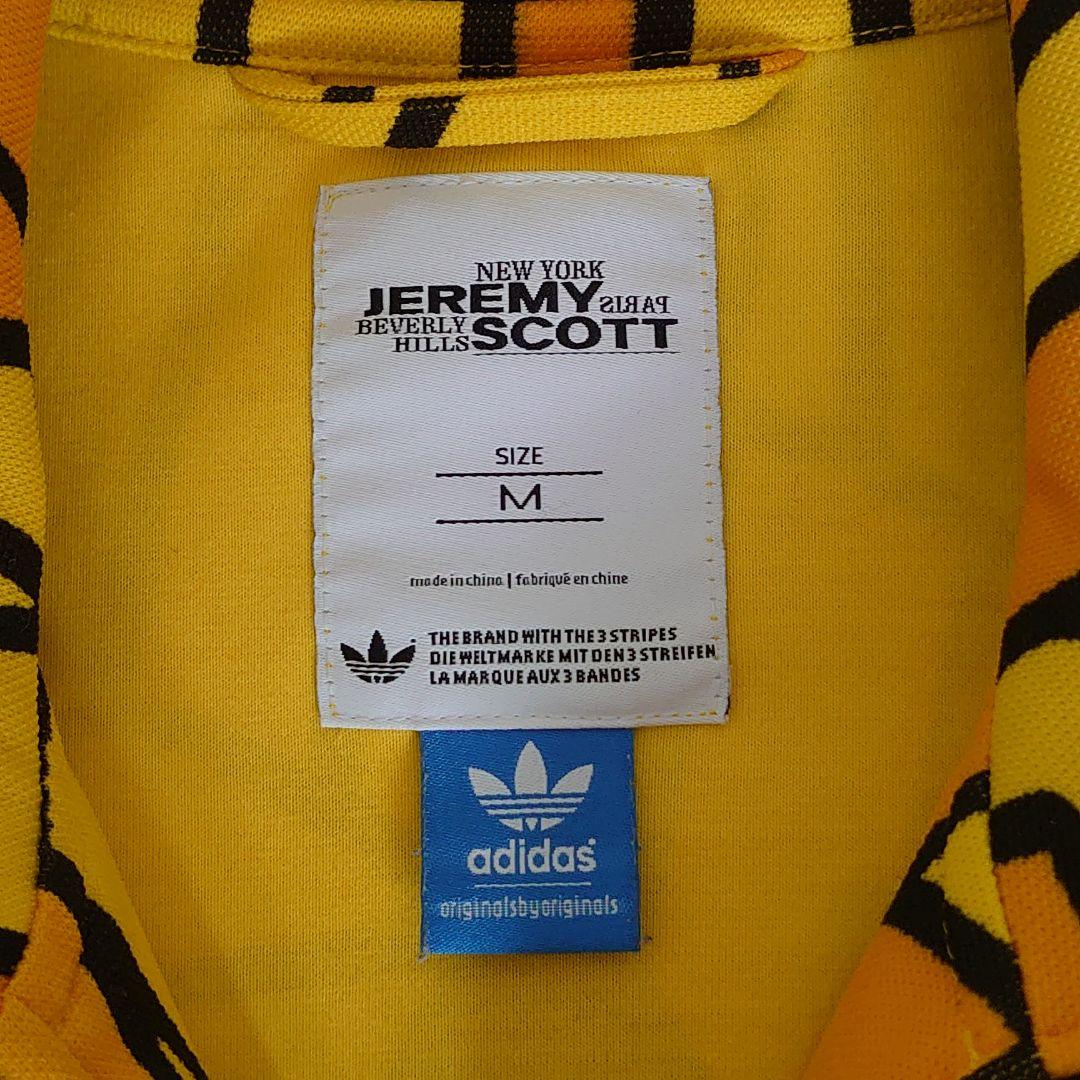 NEW YORK
JEREMY PARIS
BEVERLY HILLS SCOTT
SIZE
M
made in china | fabriqué en chine
THE BRAND WITH THE 3 STRIPES
DIE WELTMARKE MIT DEN 3 STREIFEN
LA MARQUE AUX 3 BANDES
adidas
originalsbyoriginals